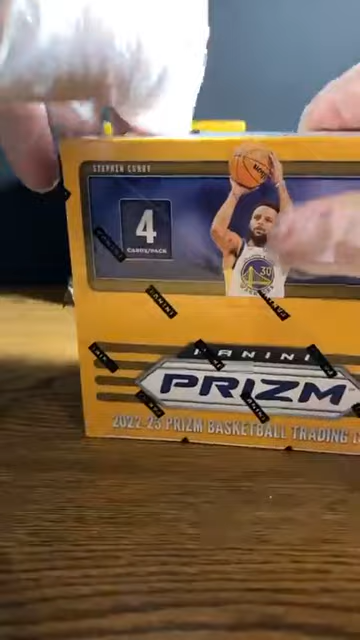 STEPHEN CURRY
4
CARDS/PACK
30
PANINI
PRIZM
2022-23 PRIZM BASKETBALL TRADING